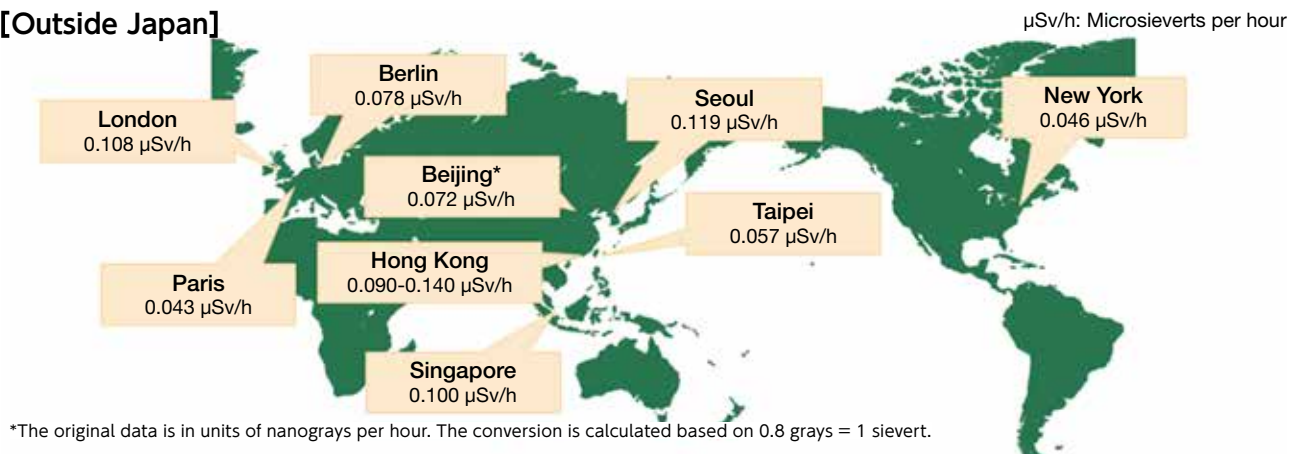 [Outside Japan]
μSv/h: Microsieverts per hour
Berlin
0.078 μSv/h
London
0.108 μSv/h
Seoul
0.119 μSv/h
New York
0.046 μSv/h
Beijing*
0.072 μSv/h
Taipei
0.057 μSv/h
Hong Kong
0.090-0.140 μSv/h
Paris
0.043 μSv/h
Singapore
0.100 μSv/h
*The original data is in units of nanograys per hour. The conversion is calculated based on 0.8 grays = 1 sievert.